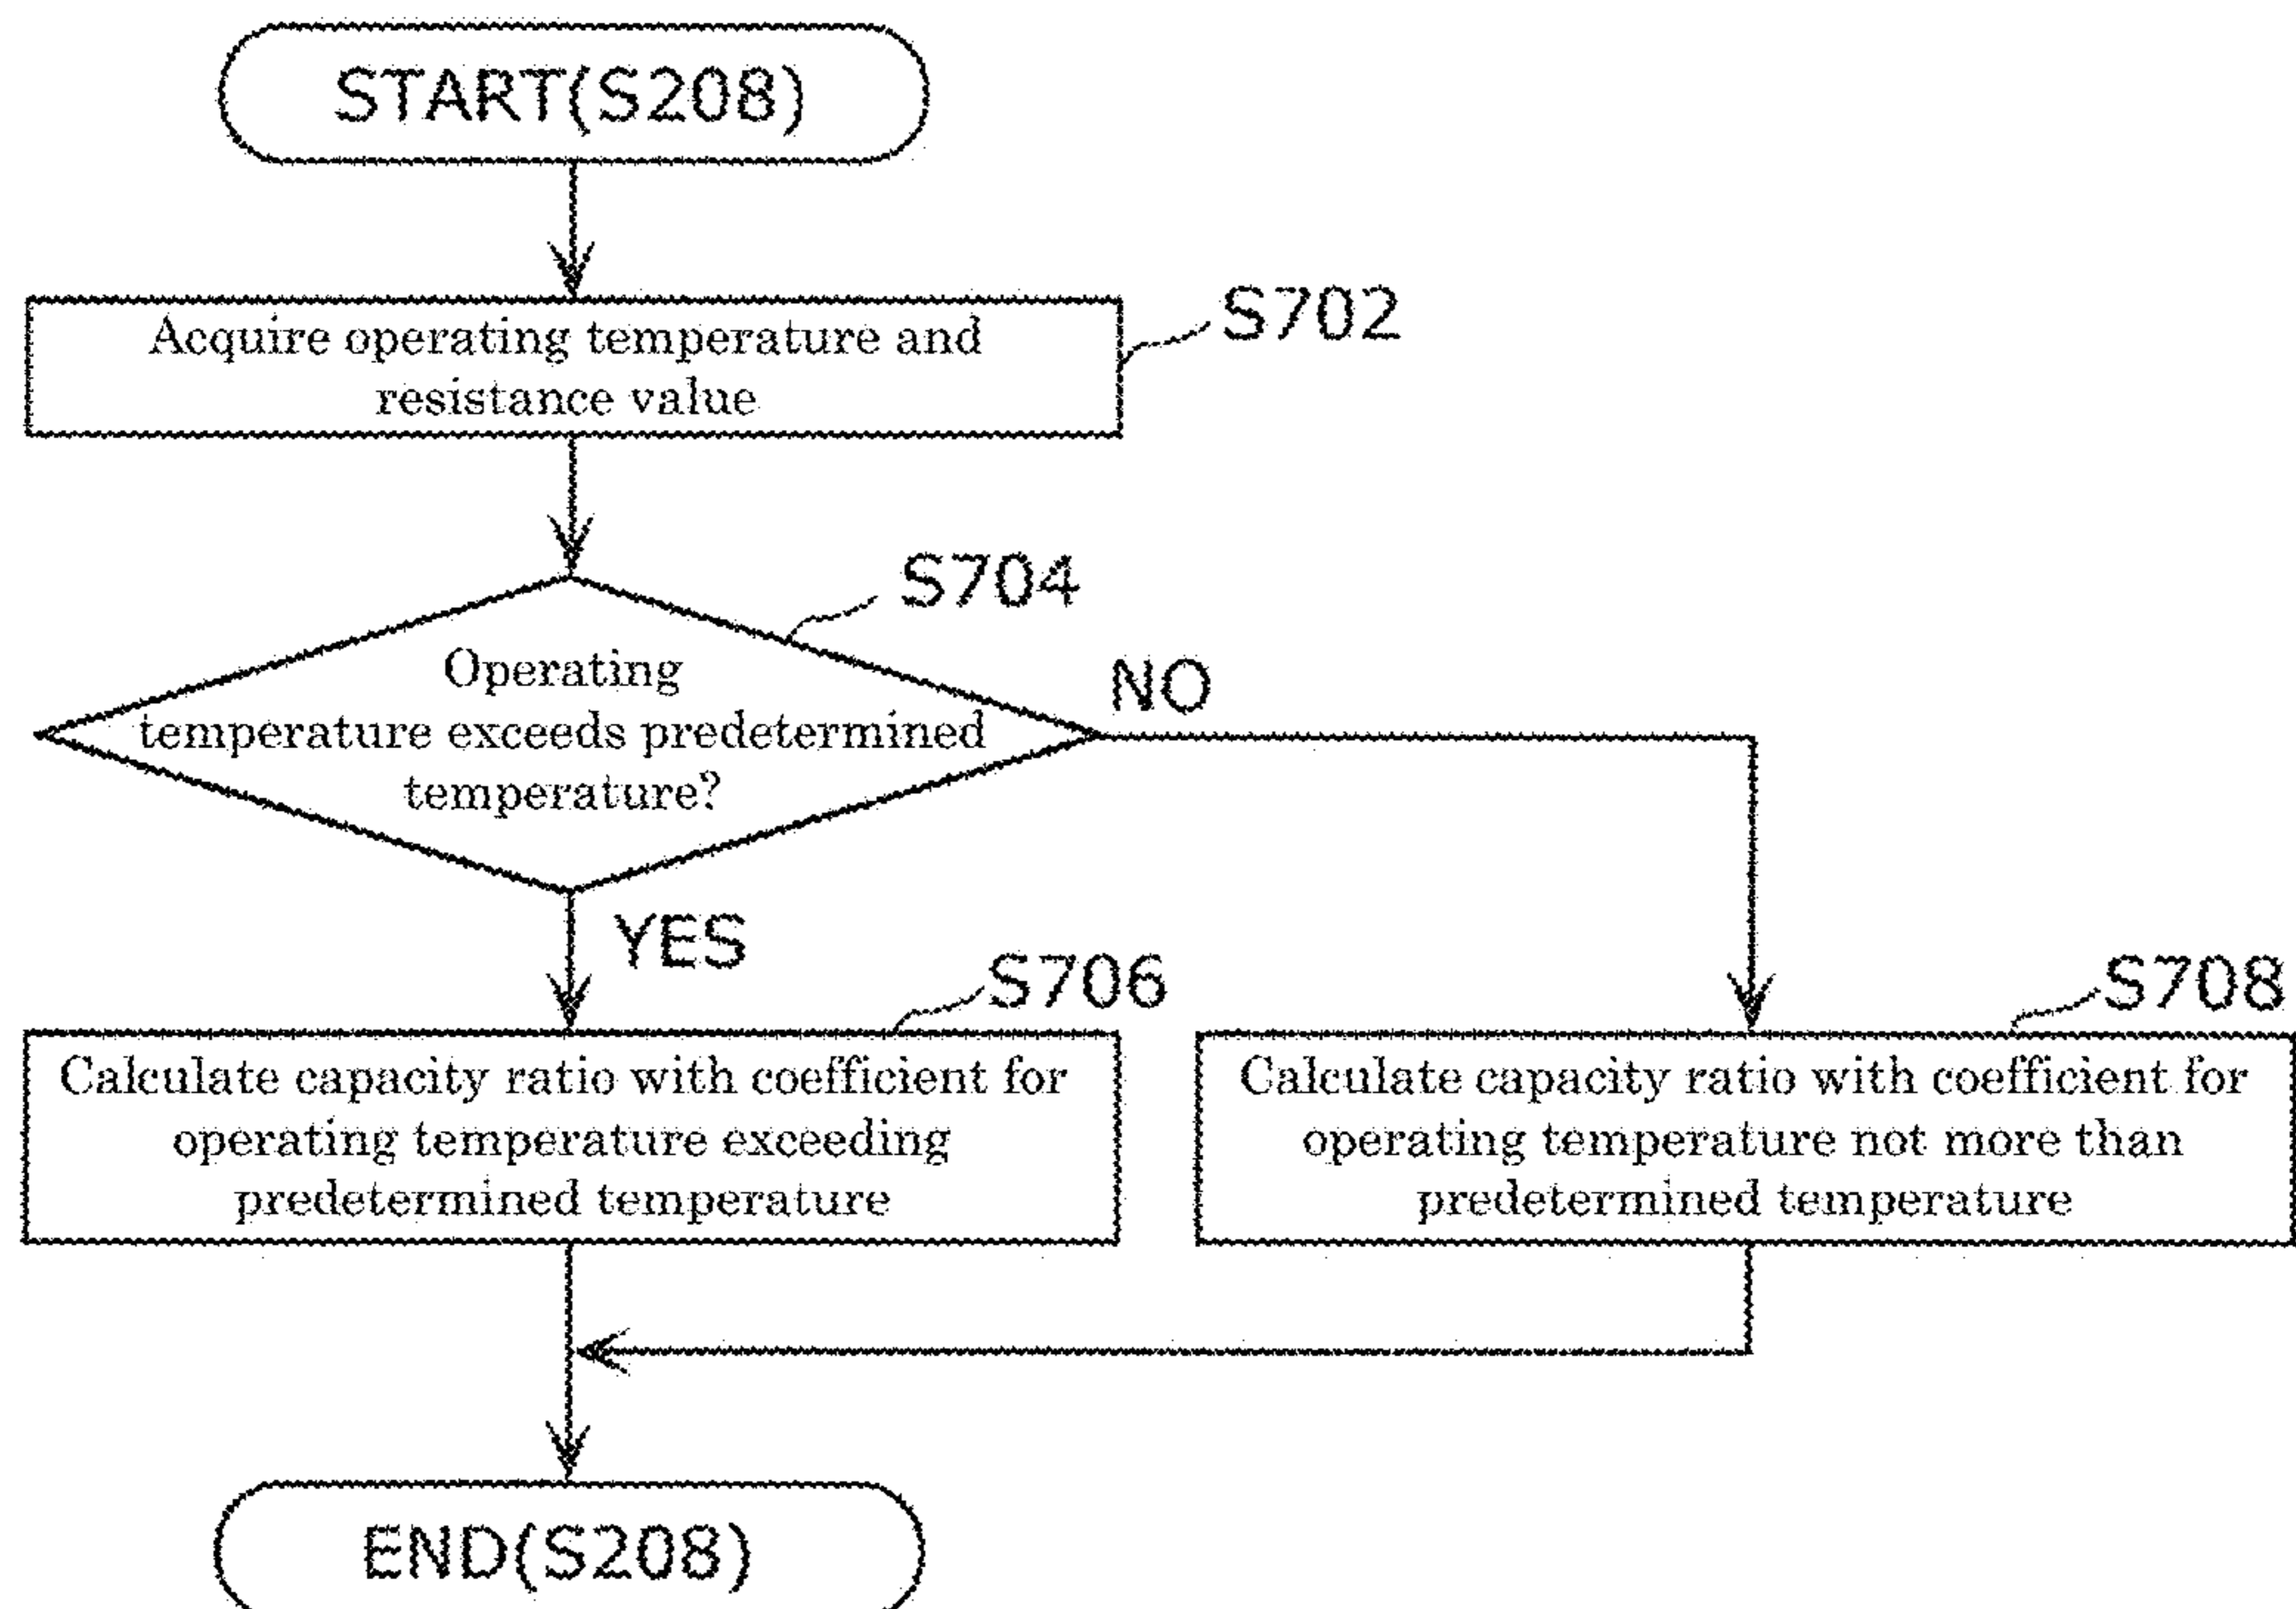 START(S208)
Acquire operating temperature and
resistance value
S702
S704
Operating
temperature exceeds predetermined
temperature?
NO
YES
S706
Calculate capacity ratio with coefficient for
operating temperature exceeding
predetermined temperature
S708
Calculate capacity ratio with coefficient for
operating temperature not more than
predetermined temperature
END(S208)